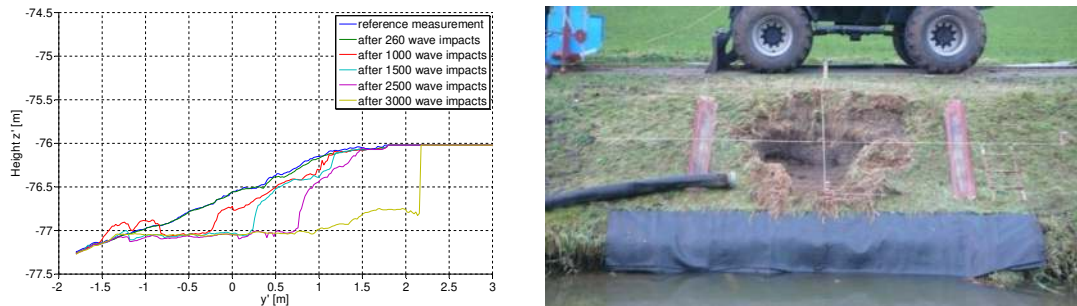 -74.5
-75.5
-76
-76.5
-77
-77.5
-2 -1.5 -1 -0.5 0 0.5 1 1.5 2 2.5 3
Height z' [m]
y' [m]
reference measurement
after 260 wave impacts
after 1000 wave impacts
after 1500 wave impacts
after 2500 wave impacts
after 3000 wave impacts